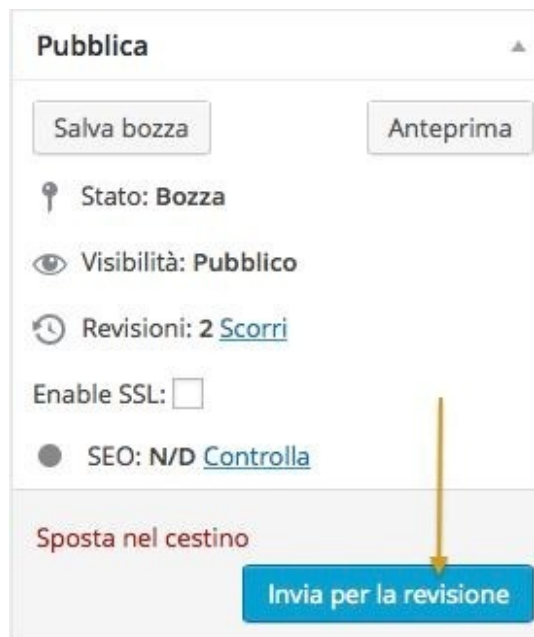 Pubblica
Salva bozza
Anteprima
Stato: Bozza
Visibilità: Pubblico
Revisioni: 2 Scorri
Enable SSL:
SEO: N/D Controlla
Sposta nel cestino
Invia per la revisione